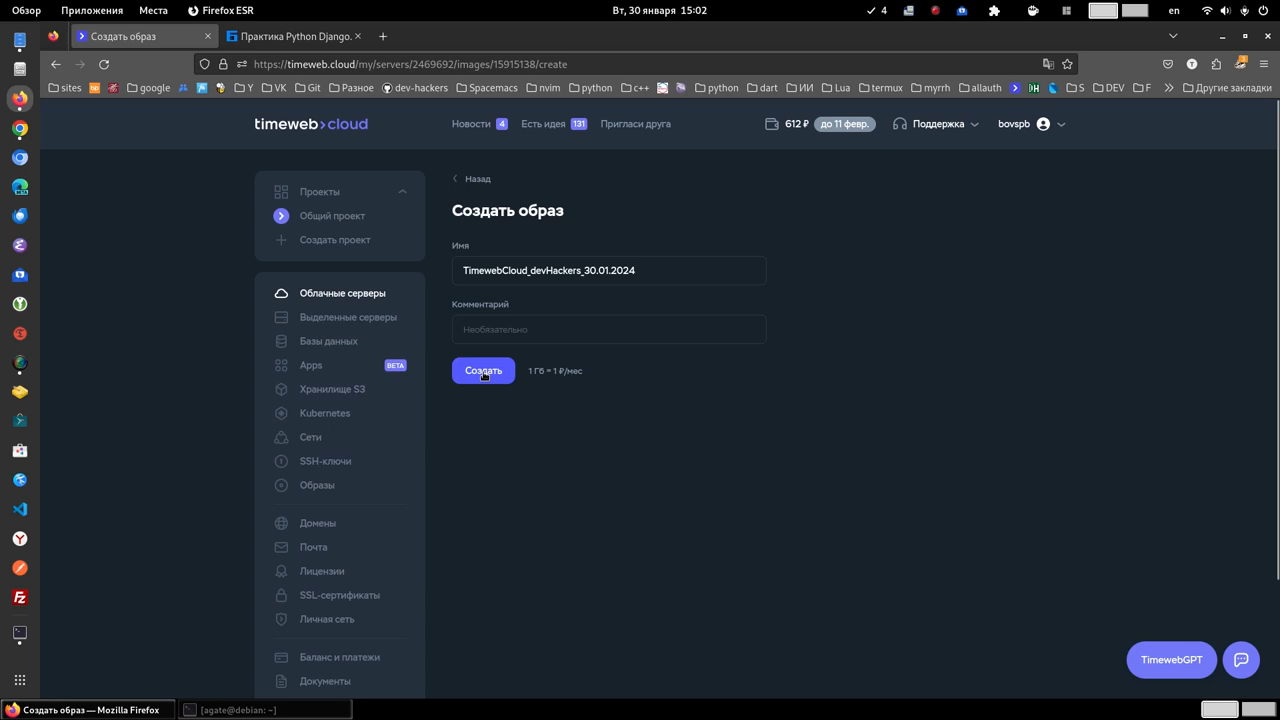 Обзор Приложения Места Firefox ESR Вт, 30 января 15:02 4 en
Создать образ Практика Python Django.
https://timeweb.cloud/my/servers/2469692/images/15915138/create
sites google Y VK Git Разное dev-hackers Spacemacs nvim python c++ python dart ИИ Lua termux myrrh allauth S DEV F Другие закладки
timeweb>cloud
Новости 4 Есть идея 131 Пригласи друга 612 ₽ до 11 февр. Поддержка bovspb
Проекты
Общий проект
Создать проект
Облачные серверы
Выделенные серверы
Базы данных
Apps BETA
Хранилище S3
Kubernetes
Сети
SSH-ключи
Образы
Домены
Почта
Лицензии
SSL-сертификаты
Личная сеть
Баланс и платежи
Документы
Назад
Создать образ
Имя
TimewebCloud_devHackers_30.01.2024
Комментарий
Необязательно
Создать 1 Гб = 1 ₽/мес
TimewebGPT
Создать образ — Mozilla Firefox [agate@debian: ~]